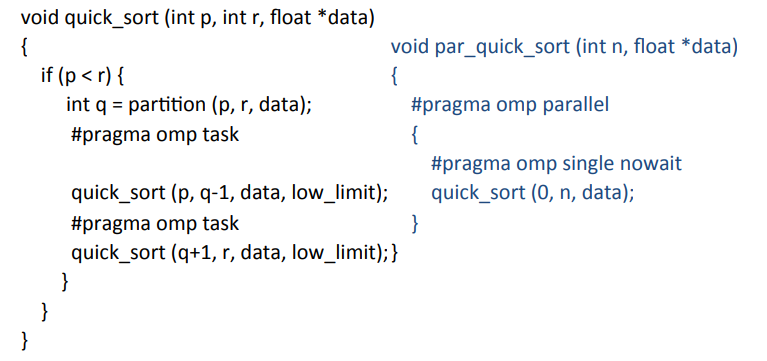 void quick_sort (int p, int r, float *data)
{
if (p < r) {
int q = partition (p, r, data);
#pragma omp task
quick_sort (p, q-1, data, low_limit);
#pragma omp task
quick_sort (q+1, r, data, low_limit);
}
}
}
void par_quick_sort (int n, float *data)
{
#pragma omp parallel
{
#pragma omp single nowait
quick_sort (0, n, data);
}
}